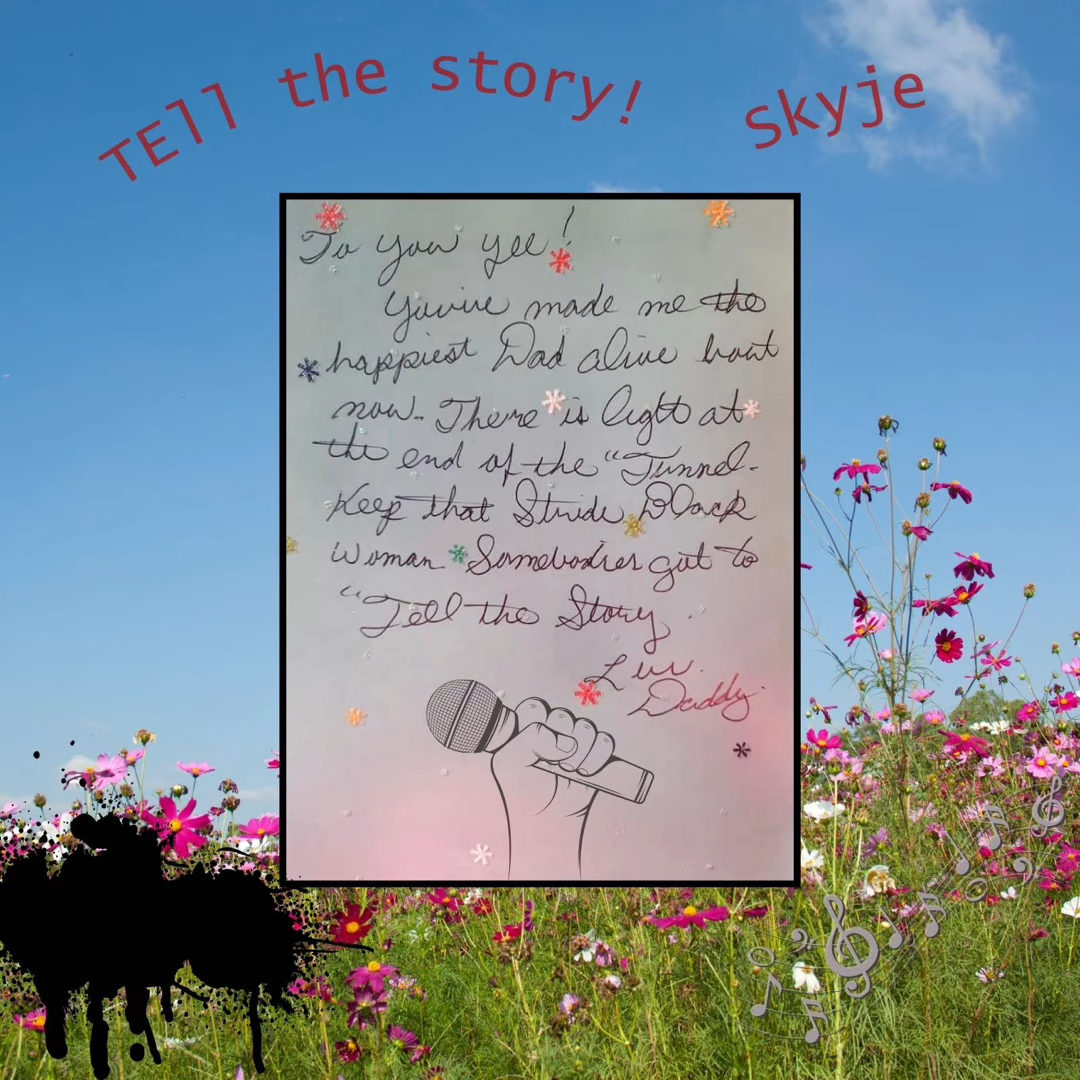 TEll the story! Skyje
To you yee!
You've made me the
happiest Dad alive bout
now. There is light at
the end of the "Tunnel.
Keep that Stride Black
Woman Somebodies got to
"Tell the Story
Luv.
Daddy.